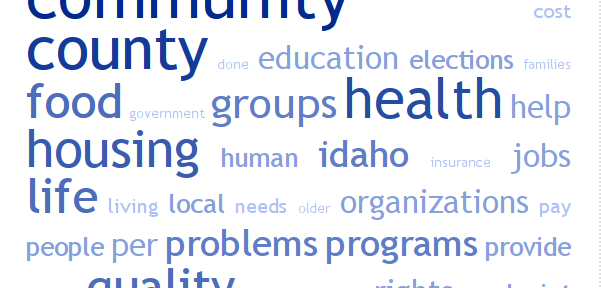 community cost
county done education elections families
food government groups health help
housing human idaho insurance jobs
life living local needs older organizations pay
people per problems programs provide
quality rights